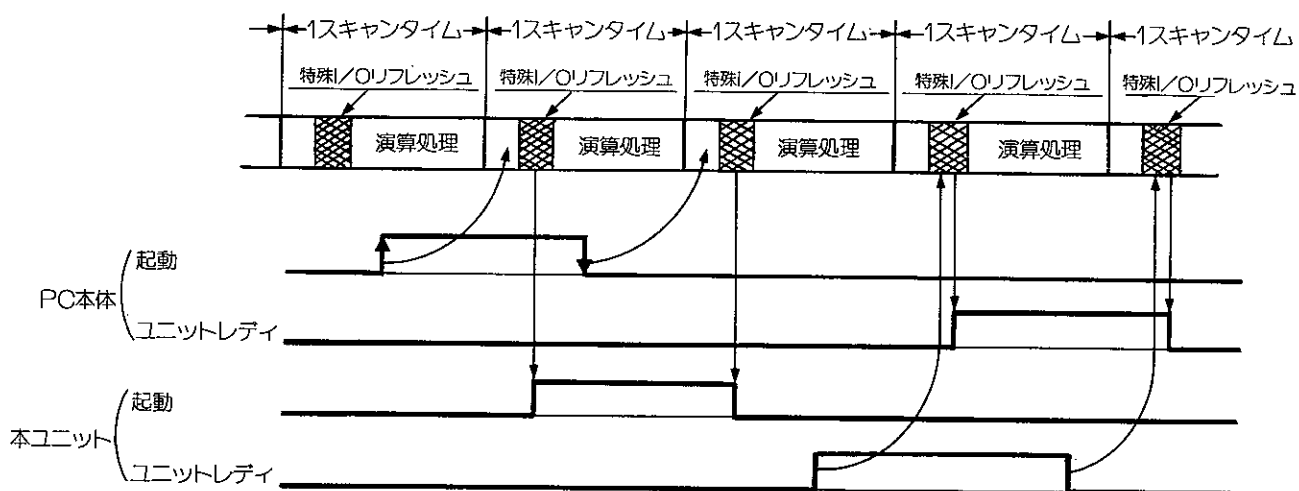 1スキャンタイム 1スキャンタイム 1スキャンタイム 1スキャンタイム 1スキャンタイム
特殊I/Oリフレッシュ 特殊I/Oリフレッシュ 特殊I/Oリフレッシュ 特殊I/Oリフレッシュ 特殊I/Oリフレッシュ
演算処理 演算処理 演算処理 演算処理
起動
PC本体
ユニットレディ
起動
本ユニット
ユニットレディ